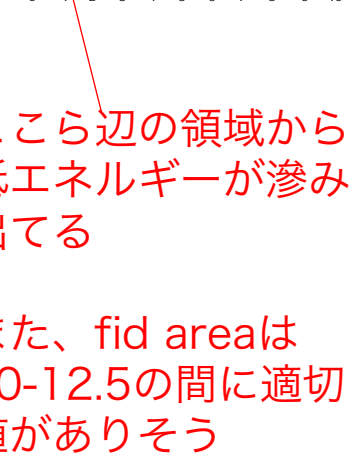 こら辺の領域から
エネルギーが滲み
出てる
た、fid areaは
0-12.5の間に適切
値がありそう